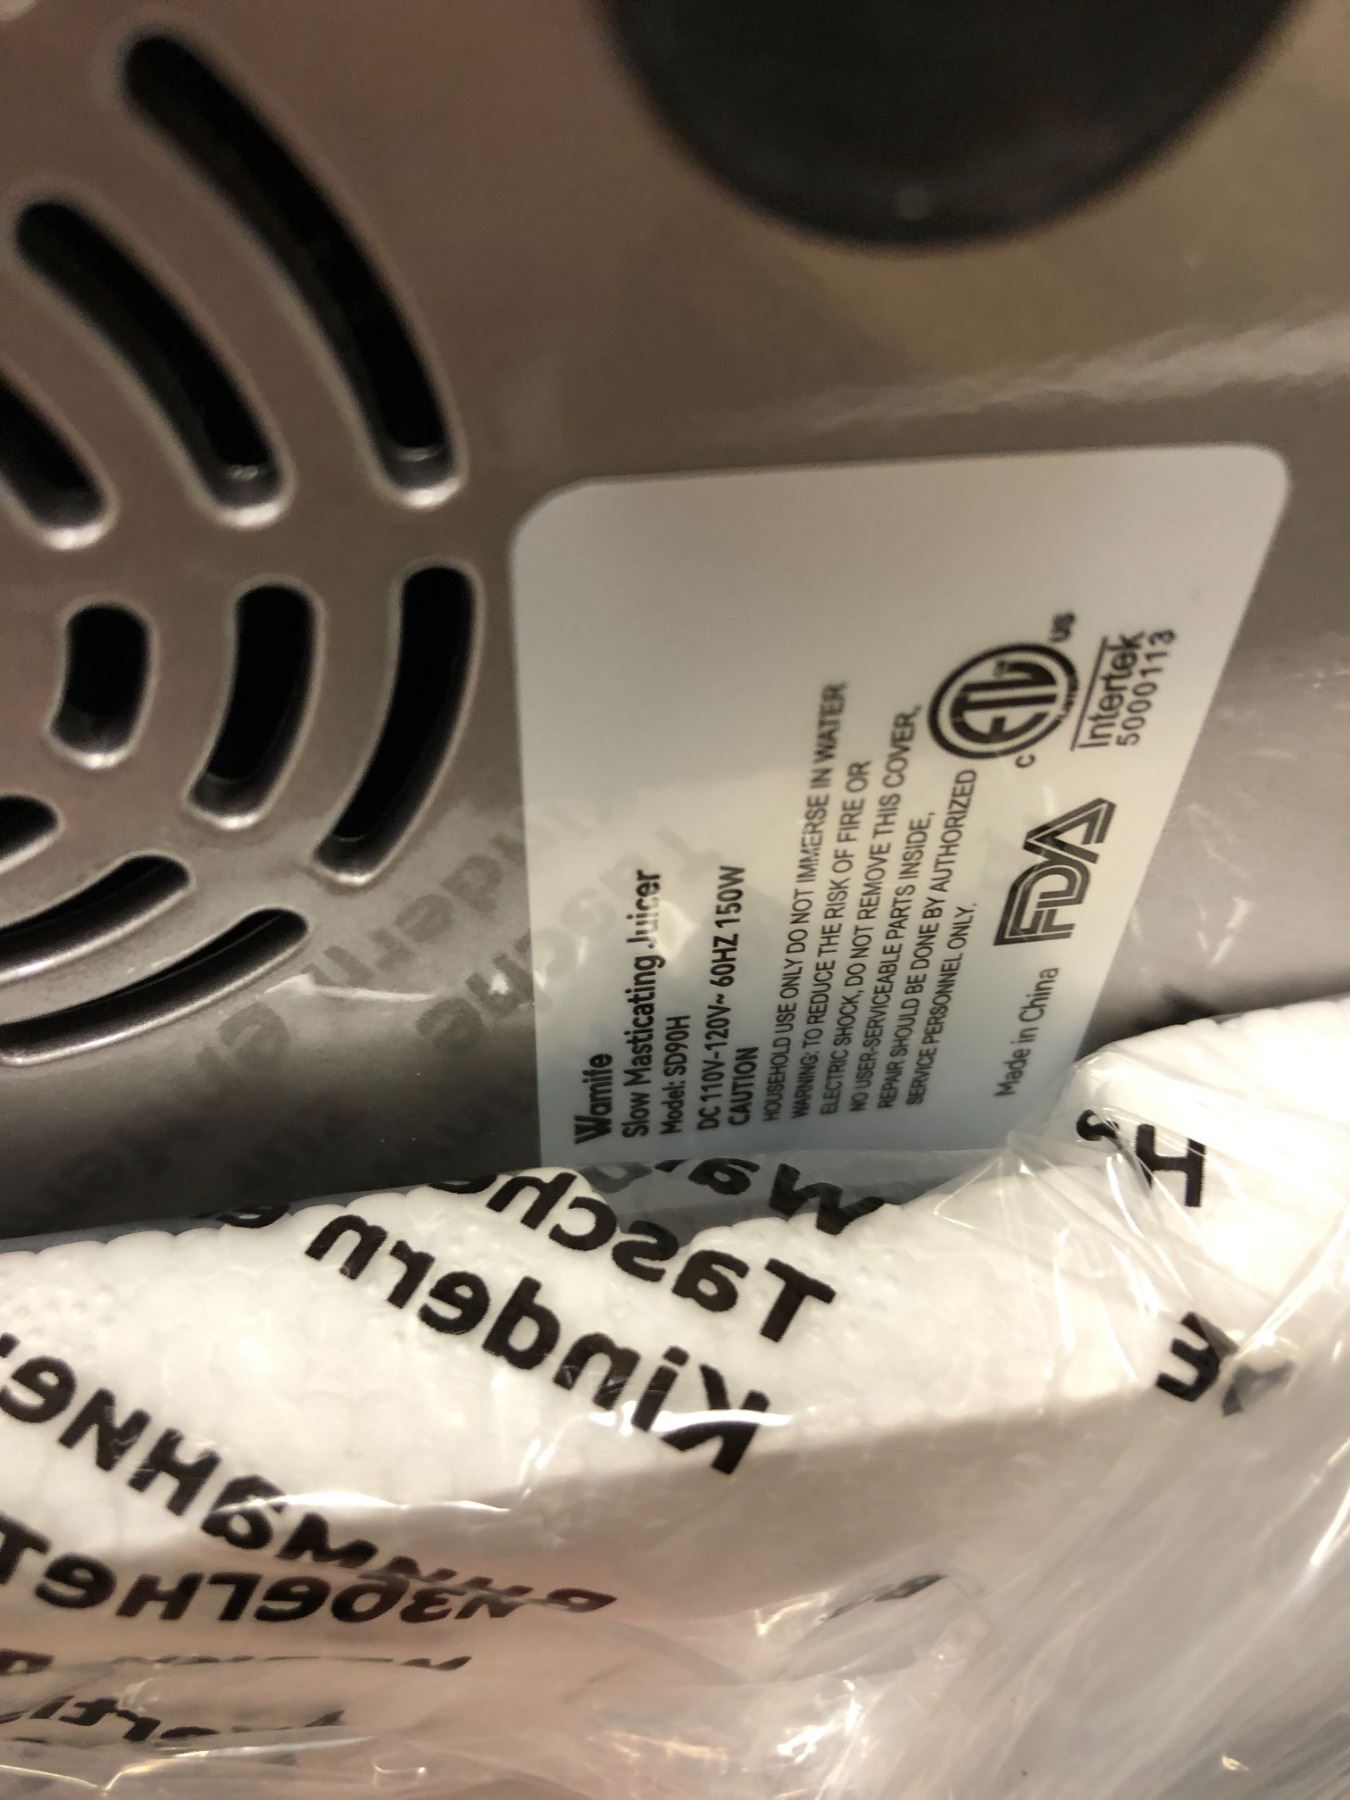 Wamife
Slow Masticating Juicer
Model: SD90H
DC 110V-120V~ 60HZ 150W
CAUTION
HOUSEHOLD USE ONLY DO NOT IMMERSE IN WATER
WARNING: TO REDUCE THE RISK OF FIRE OR
ELECTRIC SHOCK, DO NOT REMOVE THIS COVER,
NO USER-SERVICEABLE PARTS INSIDE,
REPAIR SHOULD BE DONE BY AUTHORIZED
SERVICE PERSONNEL ONLY.
Made in China
FDA
C ETL US
Intertek
5000113
Tasche
Kindern